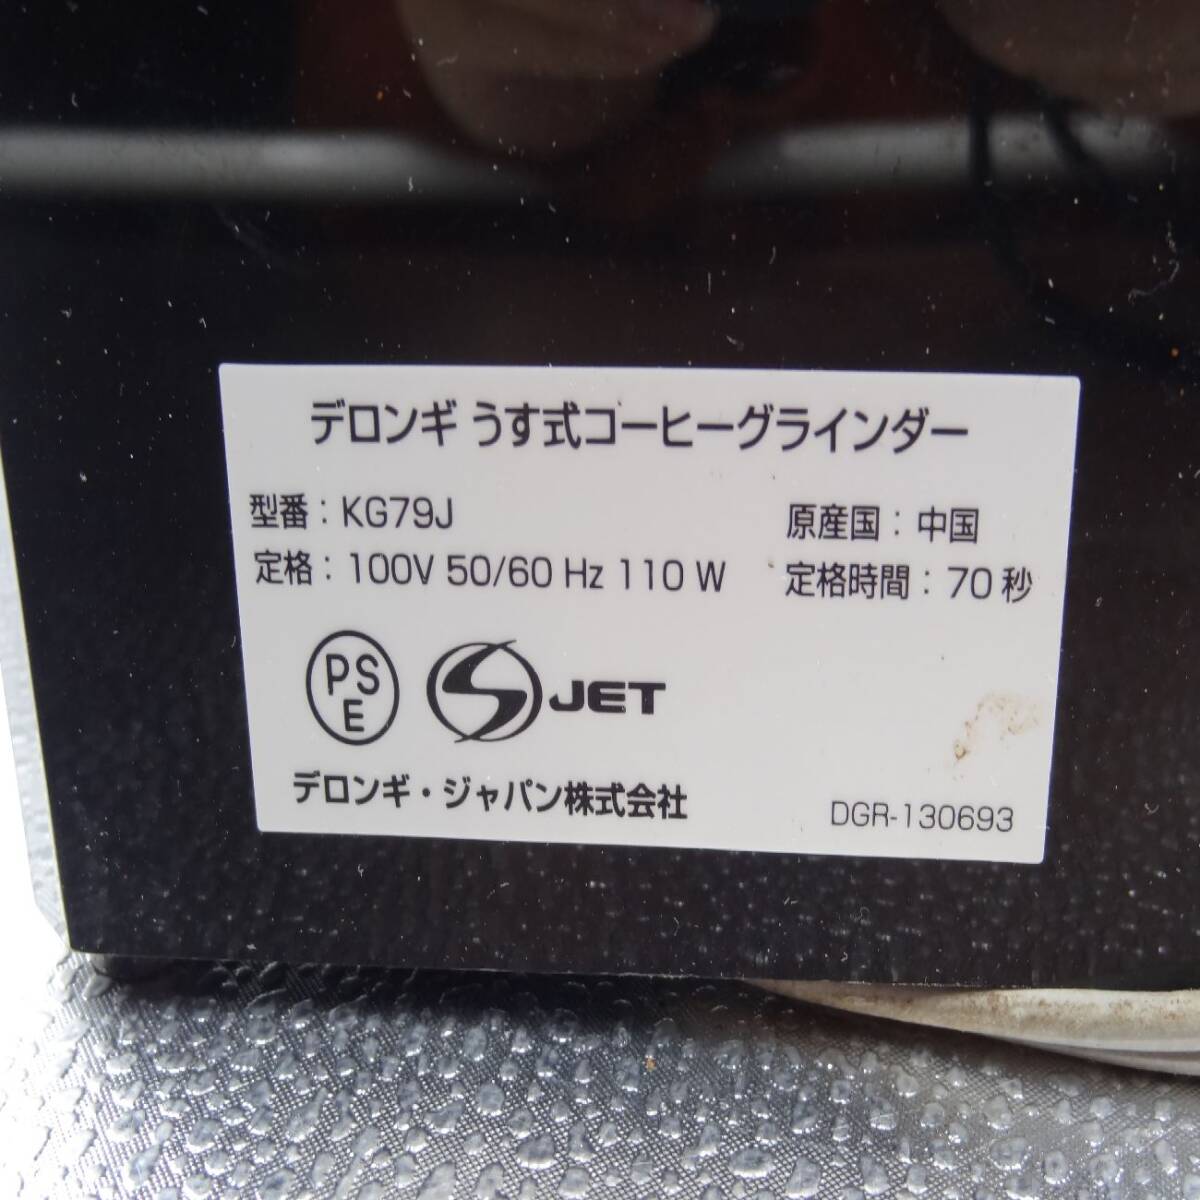 デロンギ うす式コーヒーグラインダー
型番：KG79J
原産国：中国
定格：100V 50/60 Hz 110 W
定格時間：70 秒
PS
E
JET
デロンギ・ジャパン株式会社
DGR-130693